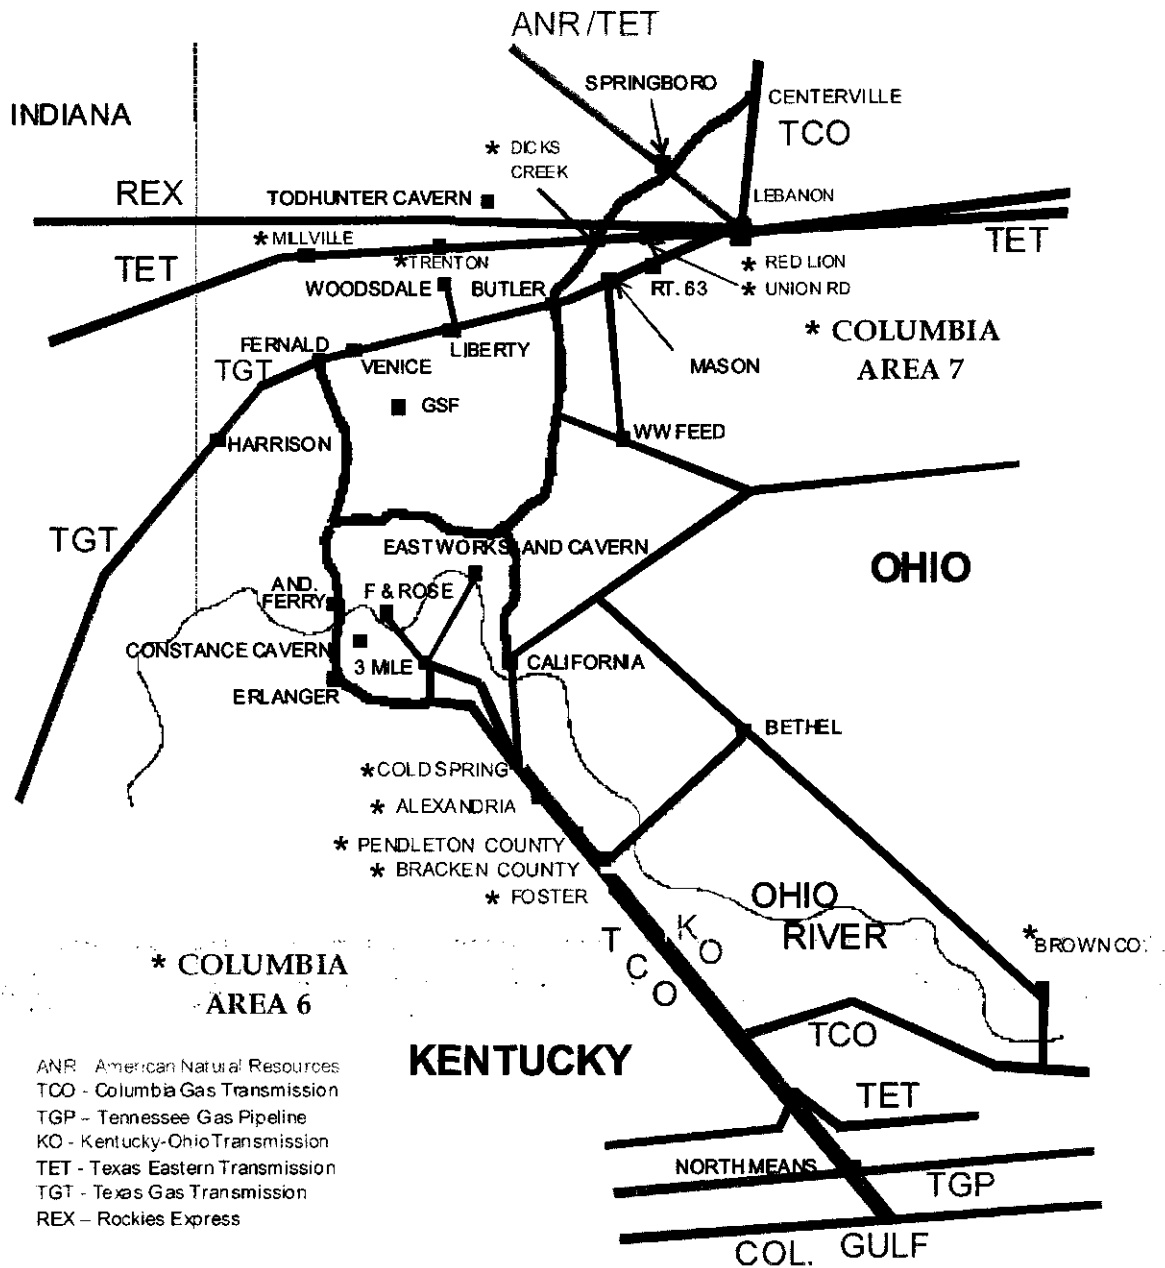 ANR/TET
SPRINGBORO
CENTERVILLE
INDIANA
TCO
* DICKS
CREEK
REX
TODHUNTER CAVERN
LEBANON
* MILLVILLE
TET
TET
* TRENTON
* RED LION
WOODSDALE
BUTLER
RT. 63
* UNION RD
* COLUMBIA
AREA 7
FERNALD
LIBERTY
TGT
VENICE
MASON
GSF
HARRISON
WW FEED
TGT
EASTWORKS AND CAVERN
OHIO
AND.
FERRY
F & ROSE
CONSTANCE CAVERN
3 MILE
CALIFORNIA
ERLANGER
BETHEL
* COLD SPRING
* ALEXANDRIA
* PENDLETON COUNTY
* BRACKEN COUNTY
* FOSTER
OHIO
RIVER
TCO
KO
* BROWN CO.
* COLUMBIA
AREA 6
TCO
KENTUCKY
ANR - American Natural Resources
TCO - Columbia Gas Transmission
TGP - Tennessee Gas Pipeline
KO - Kentucky-Ohio Transmission
TET - Texas Eastern Transmission
TGT - Texas Gas Transmission
REX - Rockies Express
TET
NORTH MEANS
TGP
COL. GULF